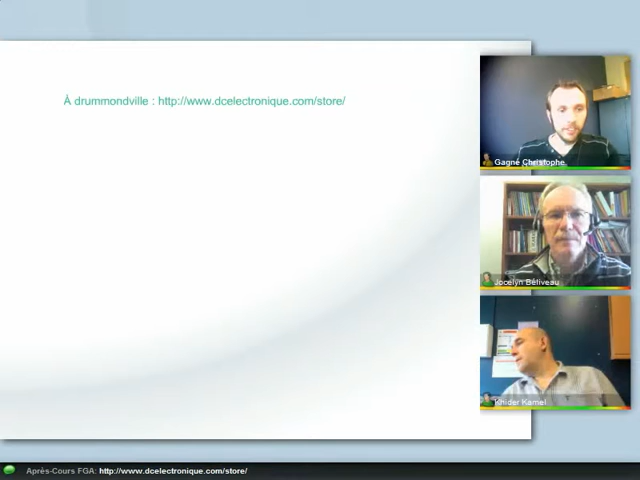 À drummondville : http://www.dcelectronique.com/store/
Gagné Christophe
Jocelyn Béliveau
Khider Kamel
Après-Cours FGA: http://www.dcelectronique.com/store/